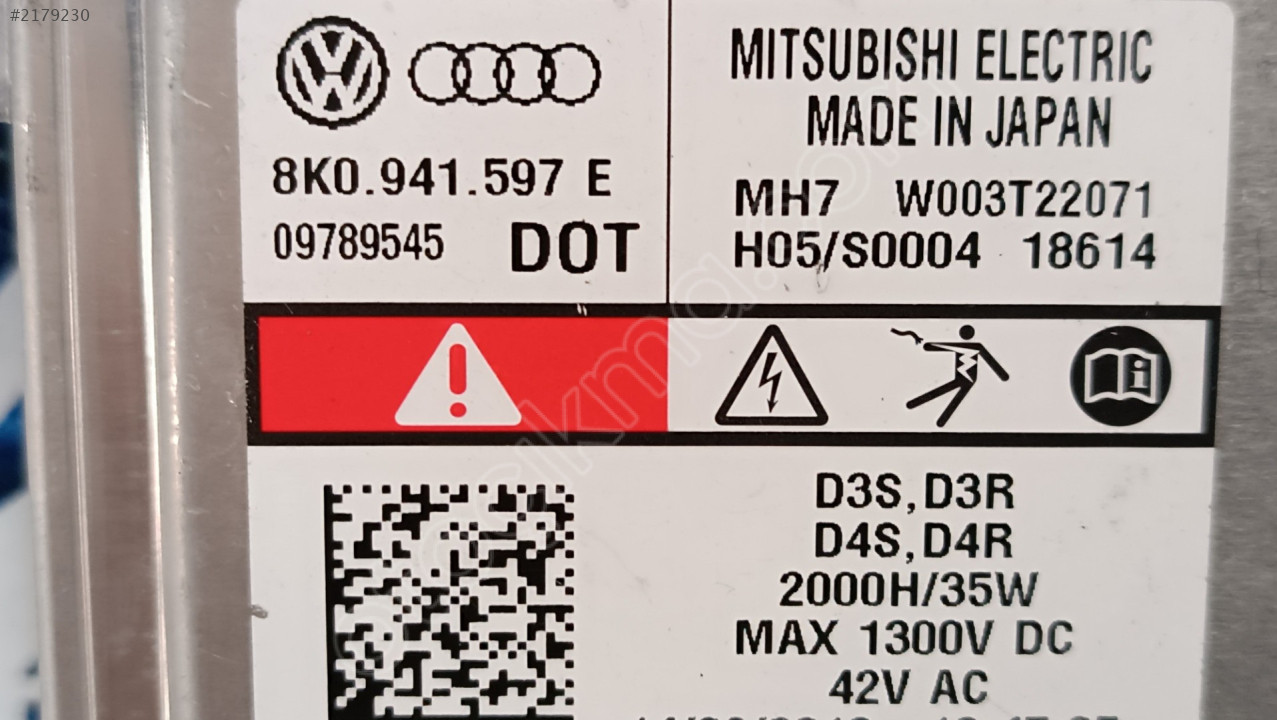 #2179230
MITSUBISHI ELECTRIC
MADE IN JAPAN
8K0.941.597 E
09789545 DOT
MH7 W003T22071
H05/S0004 18614
D3S,D3R
D4S,D4R
2000H/35W
MAX 1300V DC
42V AC